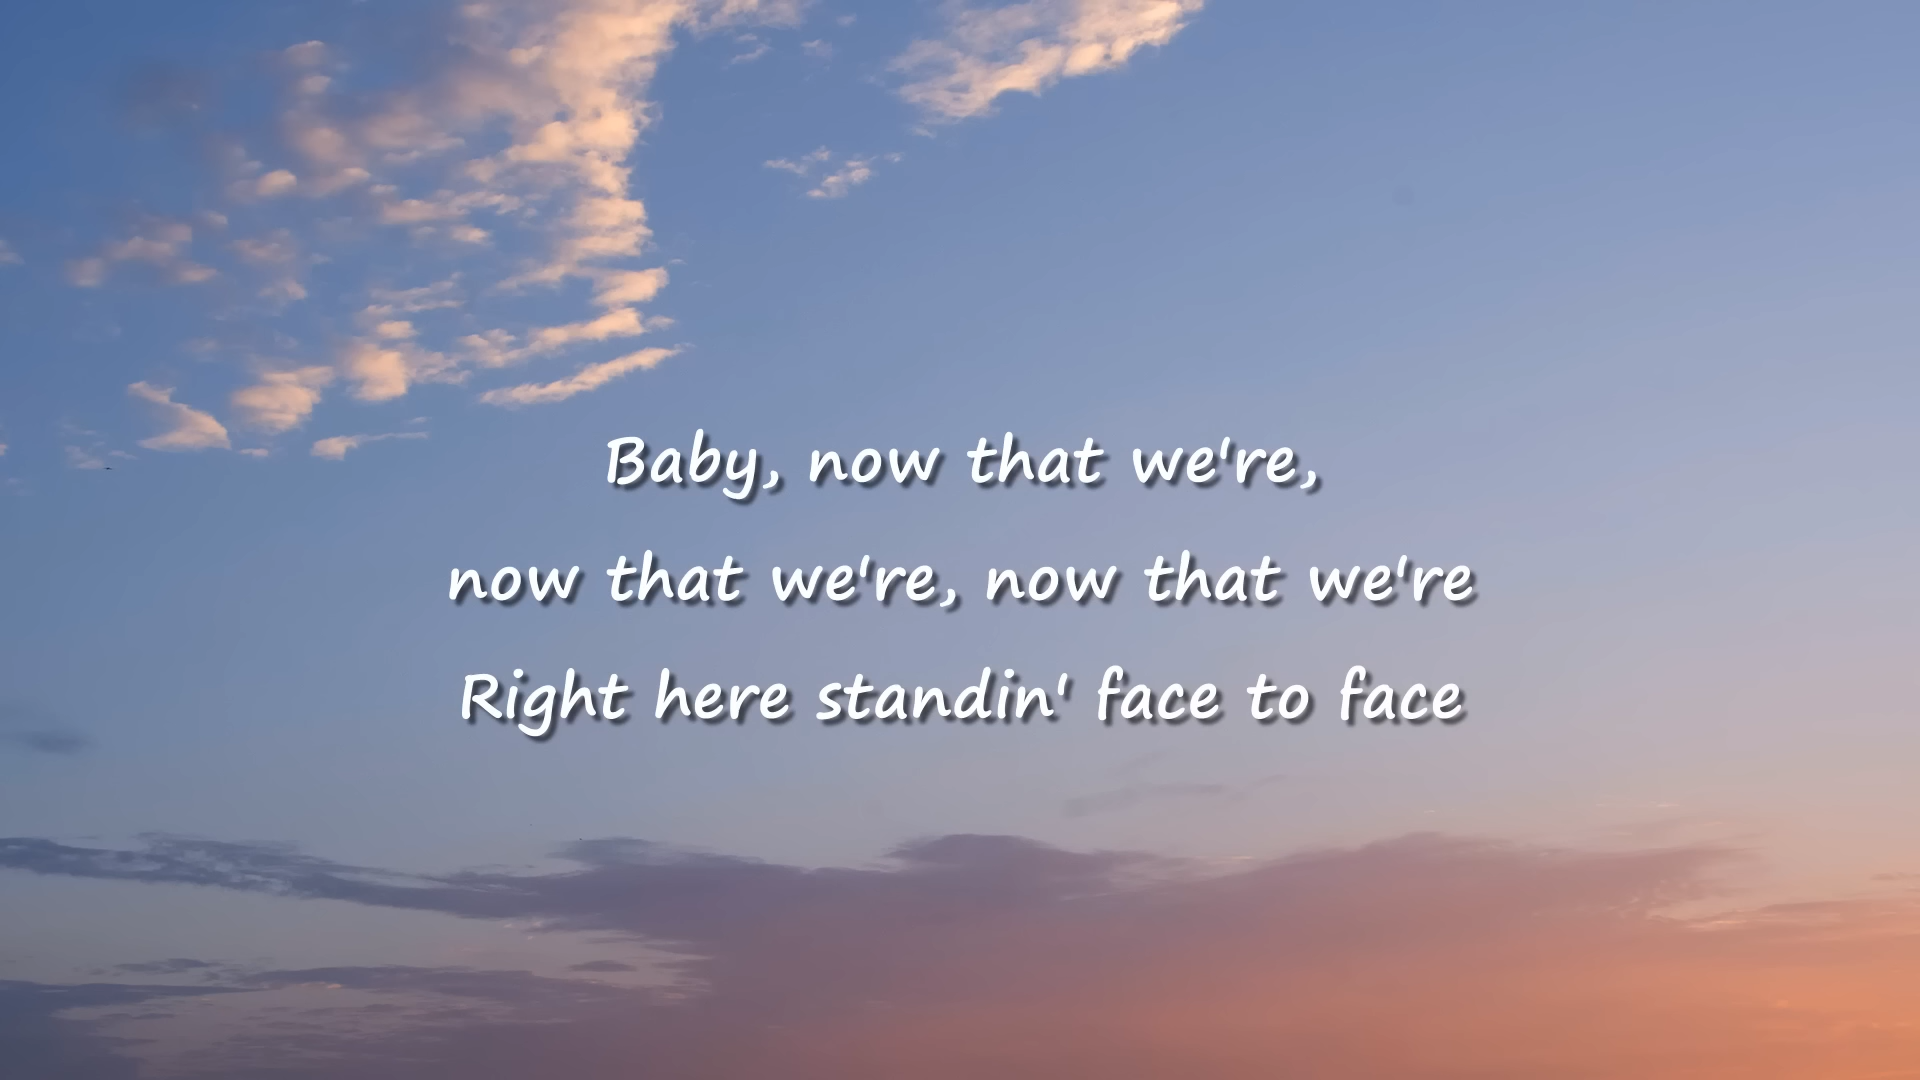 Baby, now that we're,
now that we're, now that we're
Right here standin' face to face